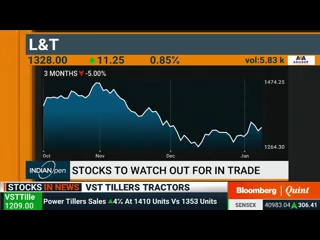 L&T
1328.00 ▲ 11.25 0.85% vol:5.83 k
3 MONTHS ▼ -5.00%
1474.25
1264.30
Oct Nov Dec Jan
INDIAN open STOCKS TO WATCH OUT FOR IN TRADE
STOCKS IN NEWS VST TILLERS TRACTORS
Bloomberg Quint
VSTTille
1209.00
Power Tillers Sales ▲4% At 1410 Units Vs 1353 Units
SENSEX 40983.04 ▲ 306.41